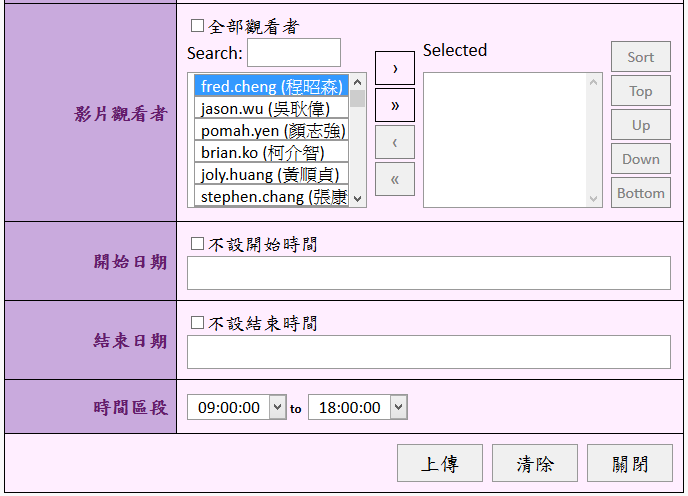 全部觀看者
Search:
影片觀看者
fred.cheng (程昭森)
jason.wu (吳耿偉)
pomah.yen (顏志強)
brian.ko (柯介智)
joly.huang (黃順貞)
stephen.chang (張康
›
»
‹
«
Selected
Sort
Top
Up
Down
Bottom
開始日期
不設開始時間
結束日期
不設結束時間
時間區段
09:00:00 to 18:00:00
上傳 清除 關閉